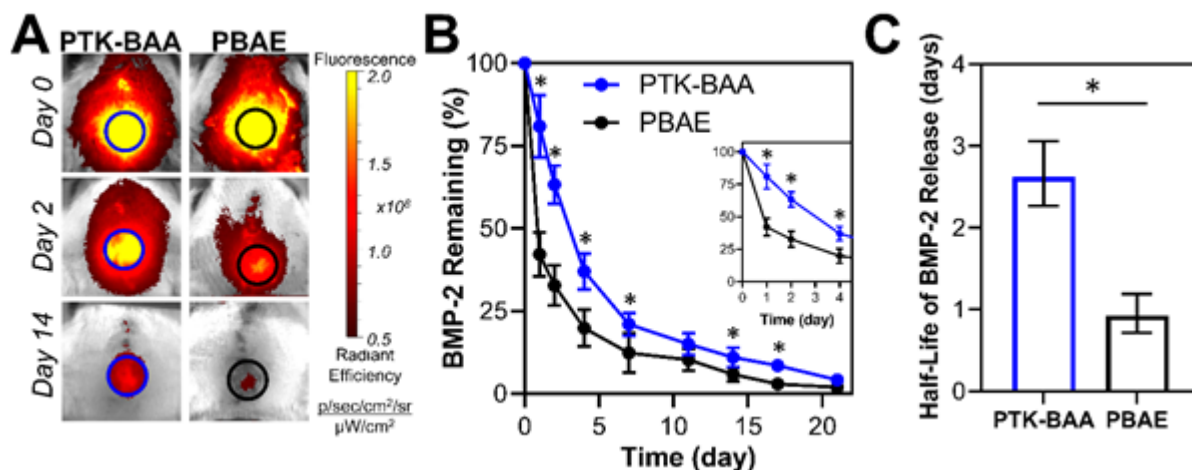 A
PTK-BAA PBAE
Fluorescence
Day 0
Day 2
Day 14
2.0
1.5
x10⁸
1.0
0.5
Radiant
Efficiency
p/sec/cm²/sr
µW/cm²
B
BMP-2 Remaining (%)
100
75
50
25
0
PTK-BAA
PBAE
* * * * * *
100
75
50
25
0
* * *
0 1 2 3 4
Time (day)
0 5 10 15 20
Time (day)
C
Half-Life of BMP-2 Release (days)
4
3
2
1
0
*
PTK-BAA PBAE